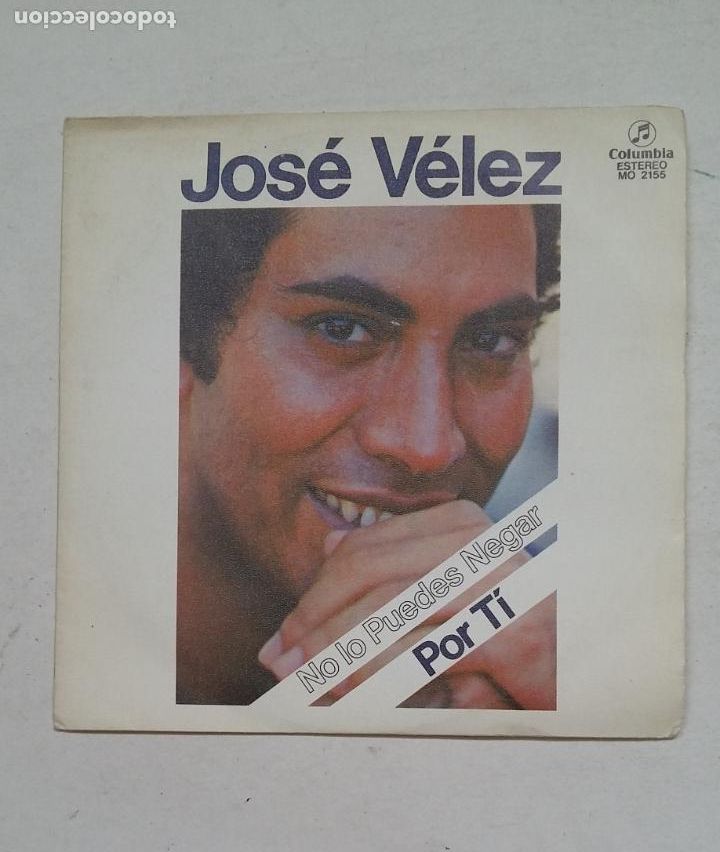 todocoleccion
José Vélez
Columbia
ESTEREO
MO 2155
No lo Puedes Negar
Por Tí